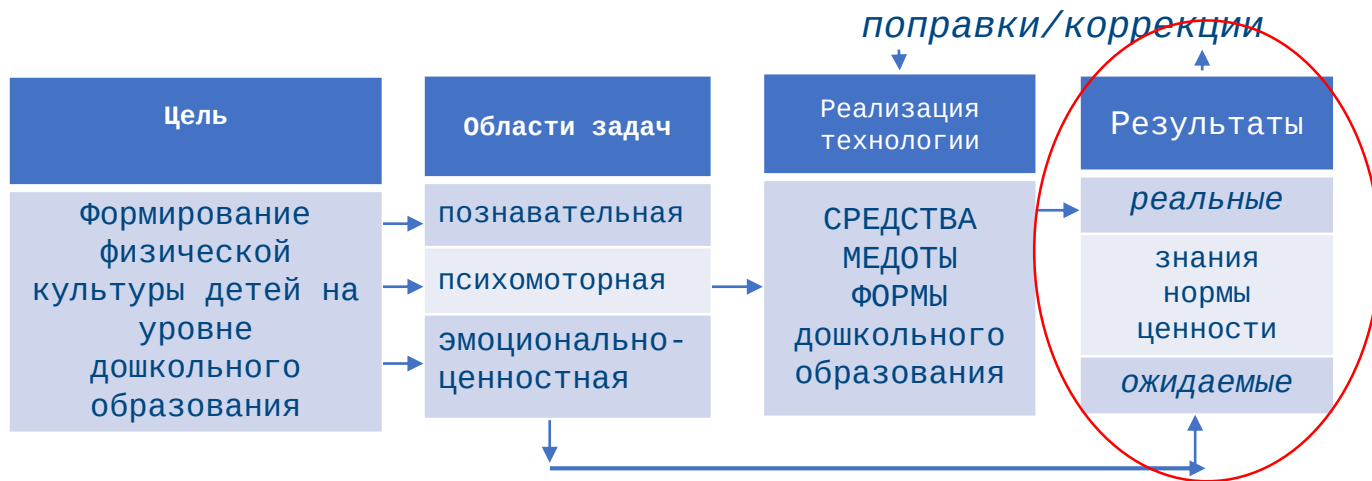 поправки/коррекции
Цель
Формирование
физической
культуры детей на
уровне
дошкольного
образования
Области задач
познавательная
психомоторная
эмоционально-
ценностная
Реализация
технологии
СРЕДСТВА
МЕДОТЫ
ФОРМЫ
дошкольного
образования
Результаты
реальные
знания
нормы
ценности
ожидаемые